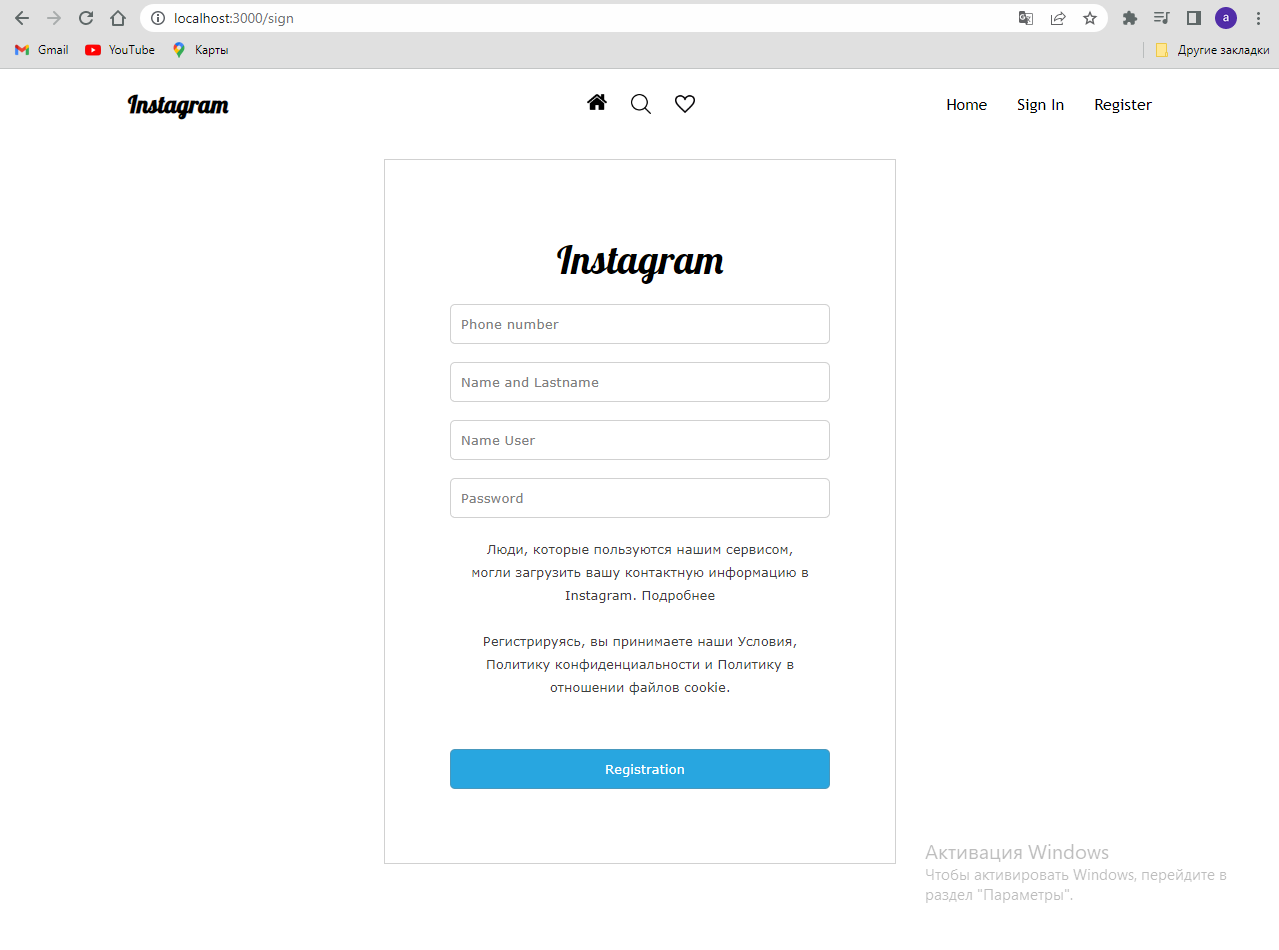 localhost:3000/sign
a
Gmail
YouTube
Карты
Другие закладки
Instagram
Home
Sign In
Register
Instagram
Phone number
Name and Lastname
Name User
Password
Люди, которые пользуются нашим сервисом,
могли загрузить вашу контактную информацию в
Instagram. Подробнее
Регистрируясь, вы принимаете наши Условия,
Политику конфиденциальности и Политику в
отношении файлов cookie.
Registration
Активация Windows
Чтобы активировать Windows, перейдите в
раздел "Параметры".